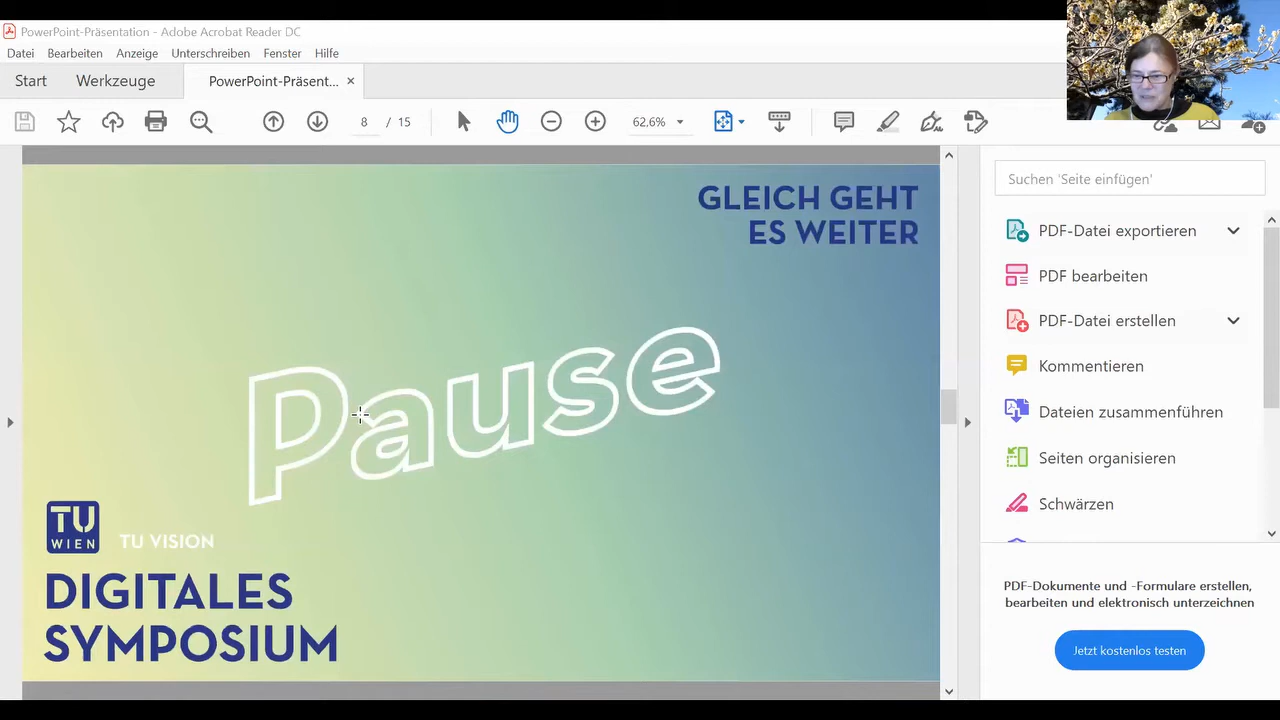 PowerPoint-Präsentation - Adobe Acrobat Reader DC
Datei Bearbeiten Anzeige Unterschreiben Fenster Hilfe
Start Werkzeuge PowerPoint-Präsent... ×
8 / 15 62,6%
GLEICH GEHT
ES WEITER
Pause
TU
WIEN
TU VISION
DIGITALES
SYMPOSIUM
Suchen 'Seite einfügen'
PDF-Datei exportieren
PDF bearbeiten
PDF-Datei erstellen
Kommentieren
Dateien zusammenführen
Seiten organisieren
Schwärzen
PDF-Dokumente und -Formulare erstellen,
bearbeiten und elektronisch unterzeichnen
Jetzt kostenlos testen